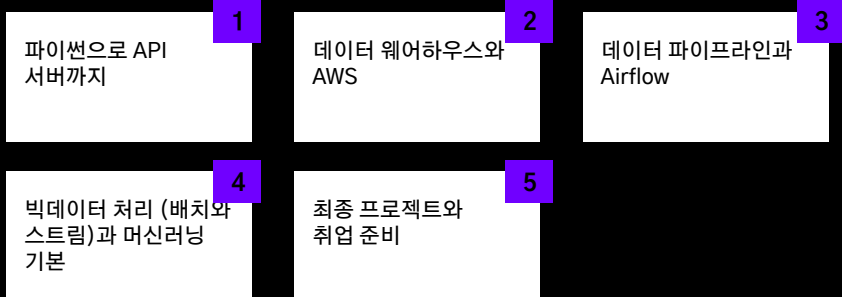 1
파이썬으로 API
서버까지
2
데이터 웨어하우스와
AWS
3
데이터 파이프라인과
Airflow
4
빅데이터 처리 (배치와
스트림)과 머신러닝
기본
5
최종 프로젝트와
취업 준비